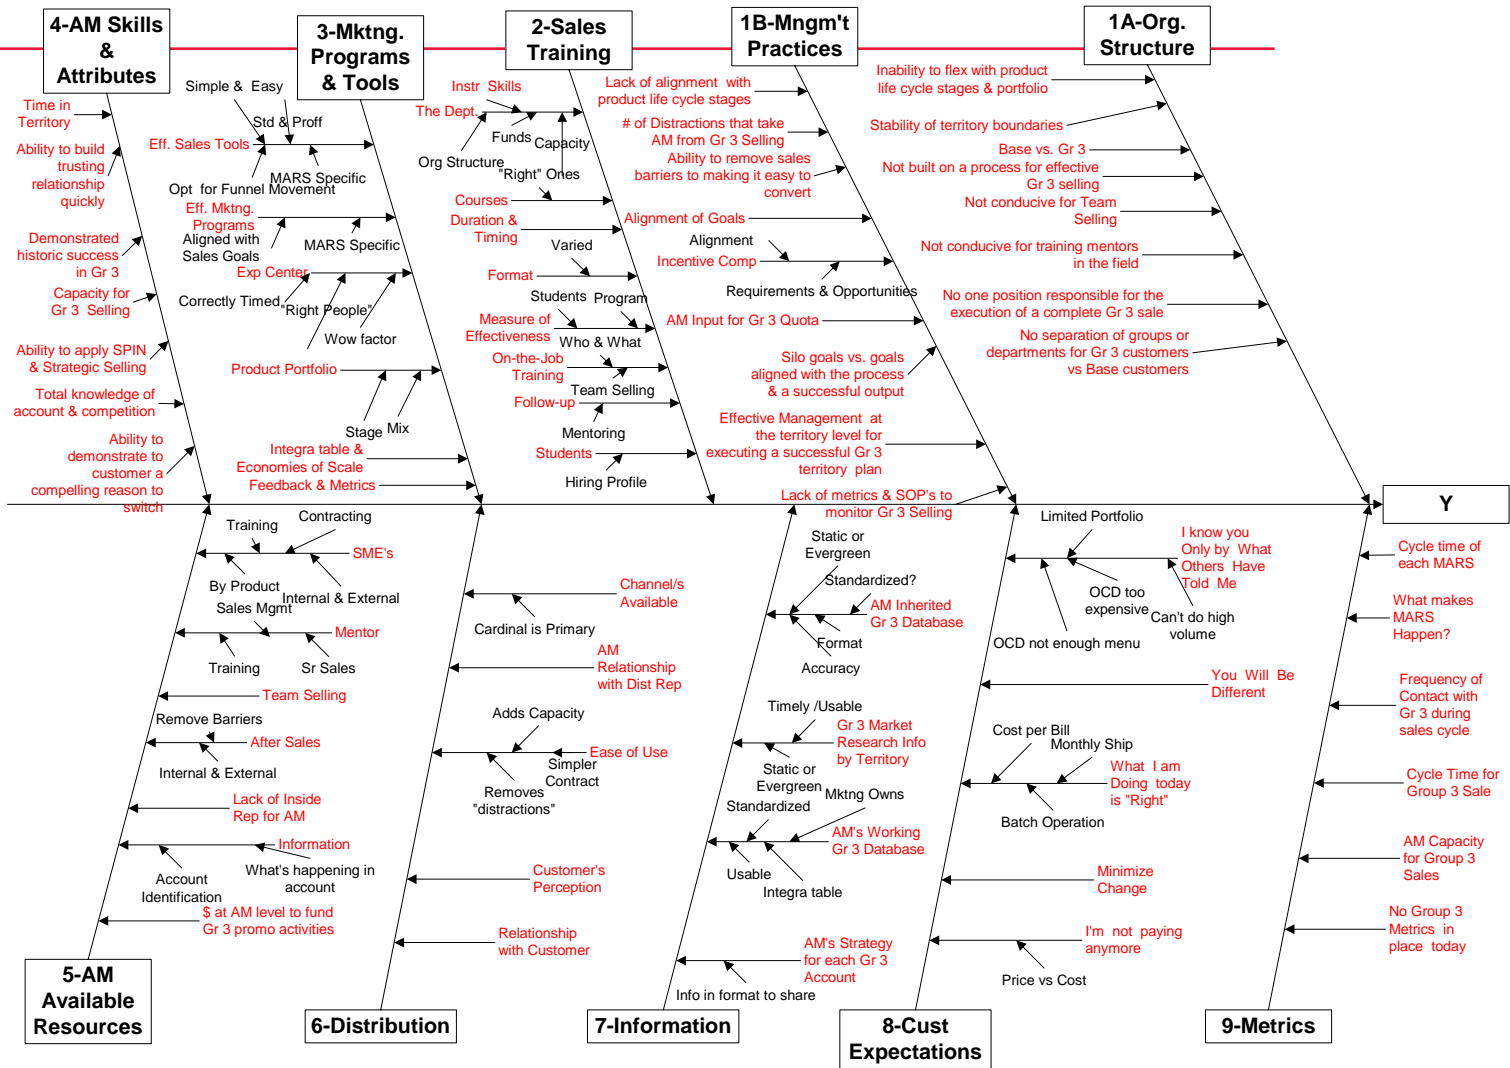 4-AM Skills
&
Attributes
3-Mktng.
Programs
& Tools
2-Sales
Training
1B-Mngm't
Practices
1A-Org.
Structure
Time in
Territory
Ability to build
trusting
relationship
quickly
Demonstrated
historic success
in Gr 3
Capacity for
Gr 3 Selling
Ability to apply SPIN
& Strategic Selling
Total knowledge of
account & competition
Ability to
demonstrate to
customer a
compelling reason to
switch
Simple & Easy
Std & Proff
Eff. Sales Tools
MARS Specific
Opt for Funnel Movement
Eff. Mktng.
Programs
Aligned with
Sales Goals
MARS Specific
Exp Center
Correctly Timed
"Right People"
Wow factor
Product Portfolio
Stage
Mix
Integra table &
Economies of Scale
Feedback & Metrics
Instr Skills
The Dept.
Funds
Capacity
Org Structure
"Right" Ones
Courses
Duration &
Timing
Varied
Format
Students
Program
Measure of
Effectiveness
Who & What
On-the-Job
Training
Team Selling
Follow-up
Mentoring
Students
Hiring Profile
Lack of alignment with
product life cycle stages
# of Distractions that take
AM from Gr 3 Selling
Ability to remove sales
barriers to making it easy to
convert
Alignment of Goals
Alignment
Incentive Comp
Requirements & Opportunities
AM Input for Gr 3 Quota
Silo goals vs. goals
aligned with the process
& a successful output
Effective Management at
the territory level for
executing a successful Gr 3
territory plan
Lack of metrics & SOP's to
monitor Gr 3 Selling
Inability to flex with product
life cycle stages & portfolio
Stability of territory boundaries
Base vs. Gr 3
Not built on a process for effective
Gr 3 selling
Not conducive for Team
Selling
Not conducive for training mentors
in the field
No one position responsible for the
execution of a complete Gr 3 sale
No separation of groups or
departments for Gr 3 customers
vs Base customers
Y
Training
Contracting
SME's
By Product
Internal & External
Sales Mgmt
Mentor
Training
Sr Sales
Team Selling
Remove Barriers
After Sales
Internal & External
Lack of Inside
Rep for AM
Information
Account
Identification
What's happening in
account
$ at AM level to fund
Gr 3 promo activities
5-AM
Available
Resources
Channel/s
Available
Cardinal is Primary
AM
Relationship
with Dist Rep
Adds Capacity
Ease of Use
Simpler
Contract
Removes
"distractions"
Customer's
Perception
Relationship
with Customer
6-Distribution
Static or
Evergreen
Standardized?
AM Inherited
Gr 3 Database
Format
Accuracy
Timely /Usable
Gr 3 Market
Research Info
by Territory
Static or
Evergreen
Standardized
Mktng Owns
AM's Working
Gr 3 Database
Usable
Integra table
AM's Strategy
for each Gr 3
Account
Info in format to share
7-Information
Limited Portfolio
I know you
Only by What
Others Have
Told Me
OCD too
expensive
Can't do high
volume
OCD not enough menu
You Will Be
Different
Cost per Bill
Monthly Ship
What I am
Doing today
is "Right"
Batch Operation
Minimize
Change
I'm not paying
anymore
Price vs Cost
8-Cust
Expectations
Cycle time of
each MARS
What makes
MARS
Happen?
Frequency of
Contact with
Gr 3 during
sales cycle
Cycle Time for
Group 3 Sale
AM Capacity
for Group 3
Sales
No Group 3
Metrics in
place today
9-Metrics